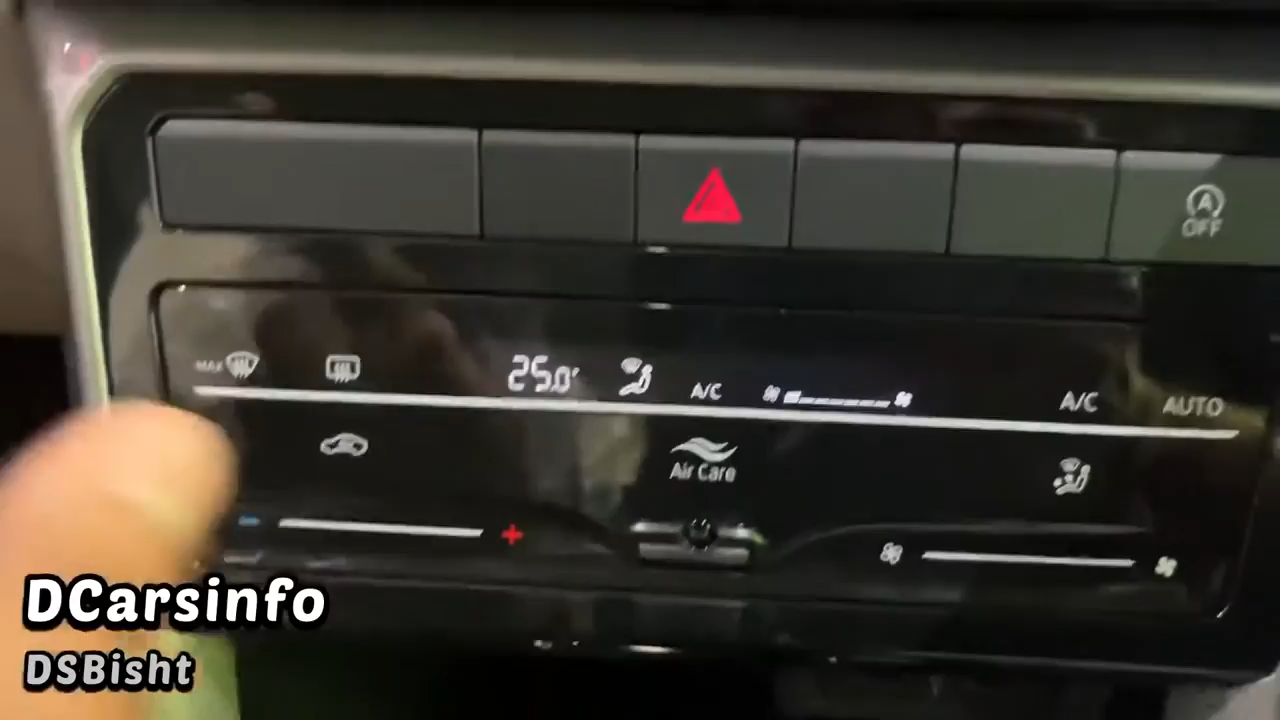 A
OFF
MAX
25.0°
A/C
A/C
AUTO
Air Care
DCarsinfo
DSBisht